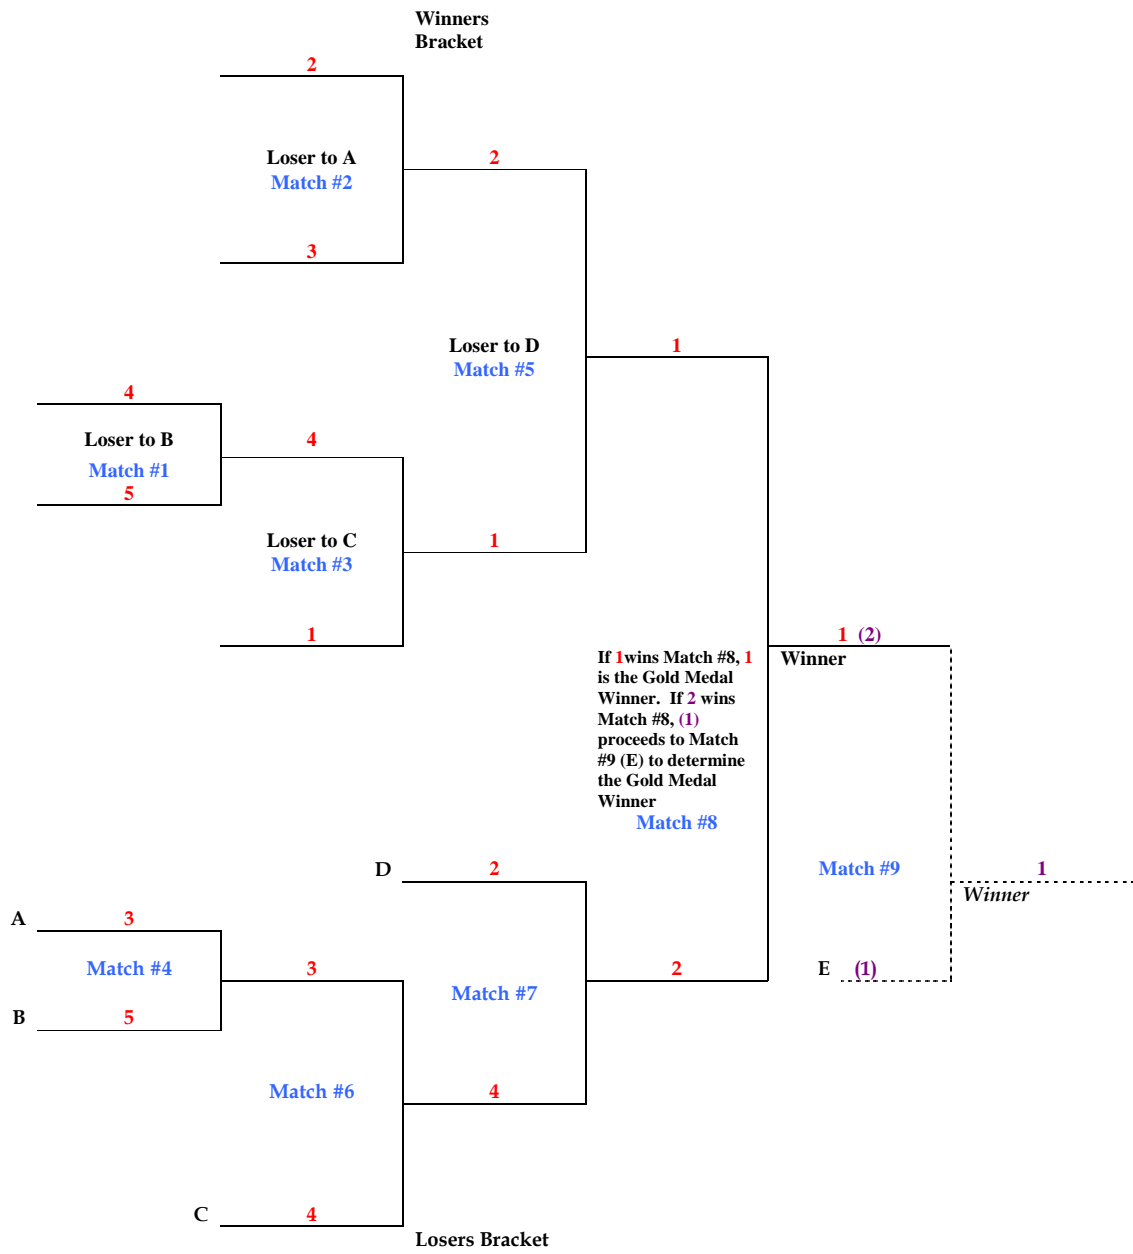 Winners
Bracket
2
Loser to A
Match #2
2
3
Loser to D
Match #5
1
4
Loser to B
Match #1
4
5
Loser to C
Match #3
1
1
1 (2)
Winner
If 1wins Match #8, 1
is the Gold Medal
Winner. If 2 wins
Match #8, (1)
proceeds to Match
#9 (E) to determine
the Gold Medal
Winner
Match #8
D
2
Match #9
1
Winner
A
3
Match #4
3
Match #7
2
E (1)
B
5
Match #6
4
C
4
Losers Bracket